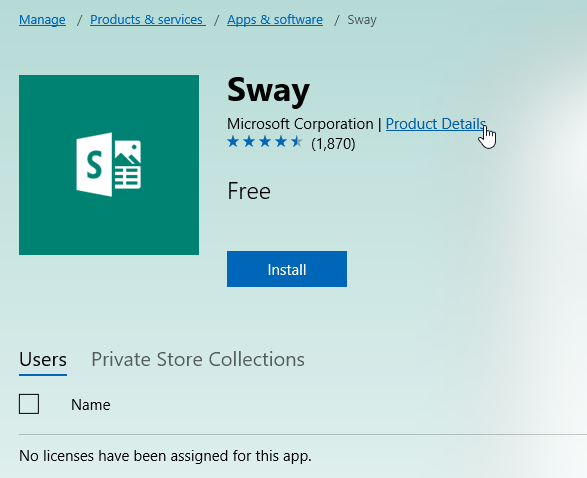 Manage / Products & services / Apps & software / Sway
Sway
Microsoft Corporation | Product Details
(1,870)
S
Free
Install
Users Private Store Collections
Name
No licenses have been assigned for this app.